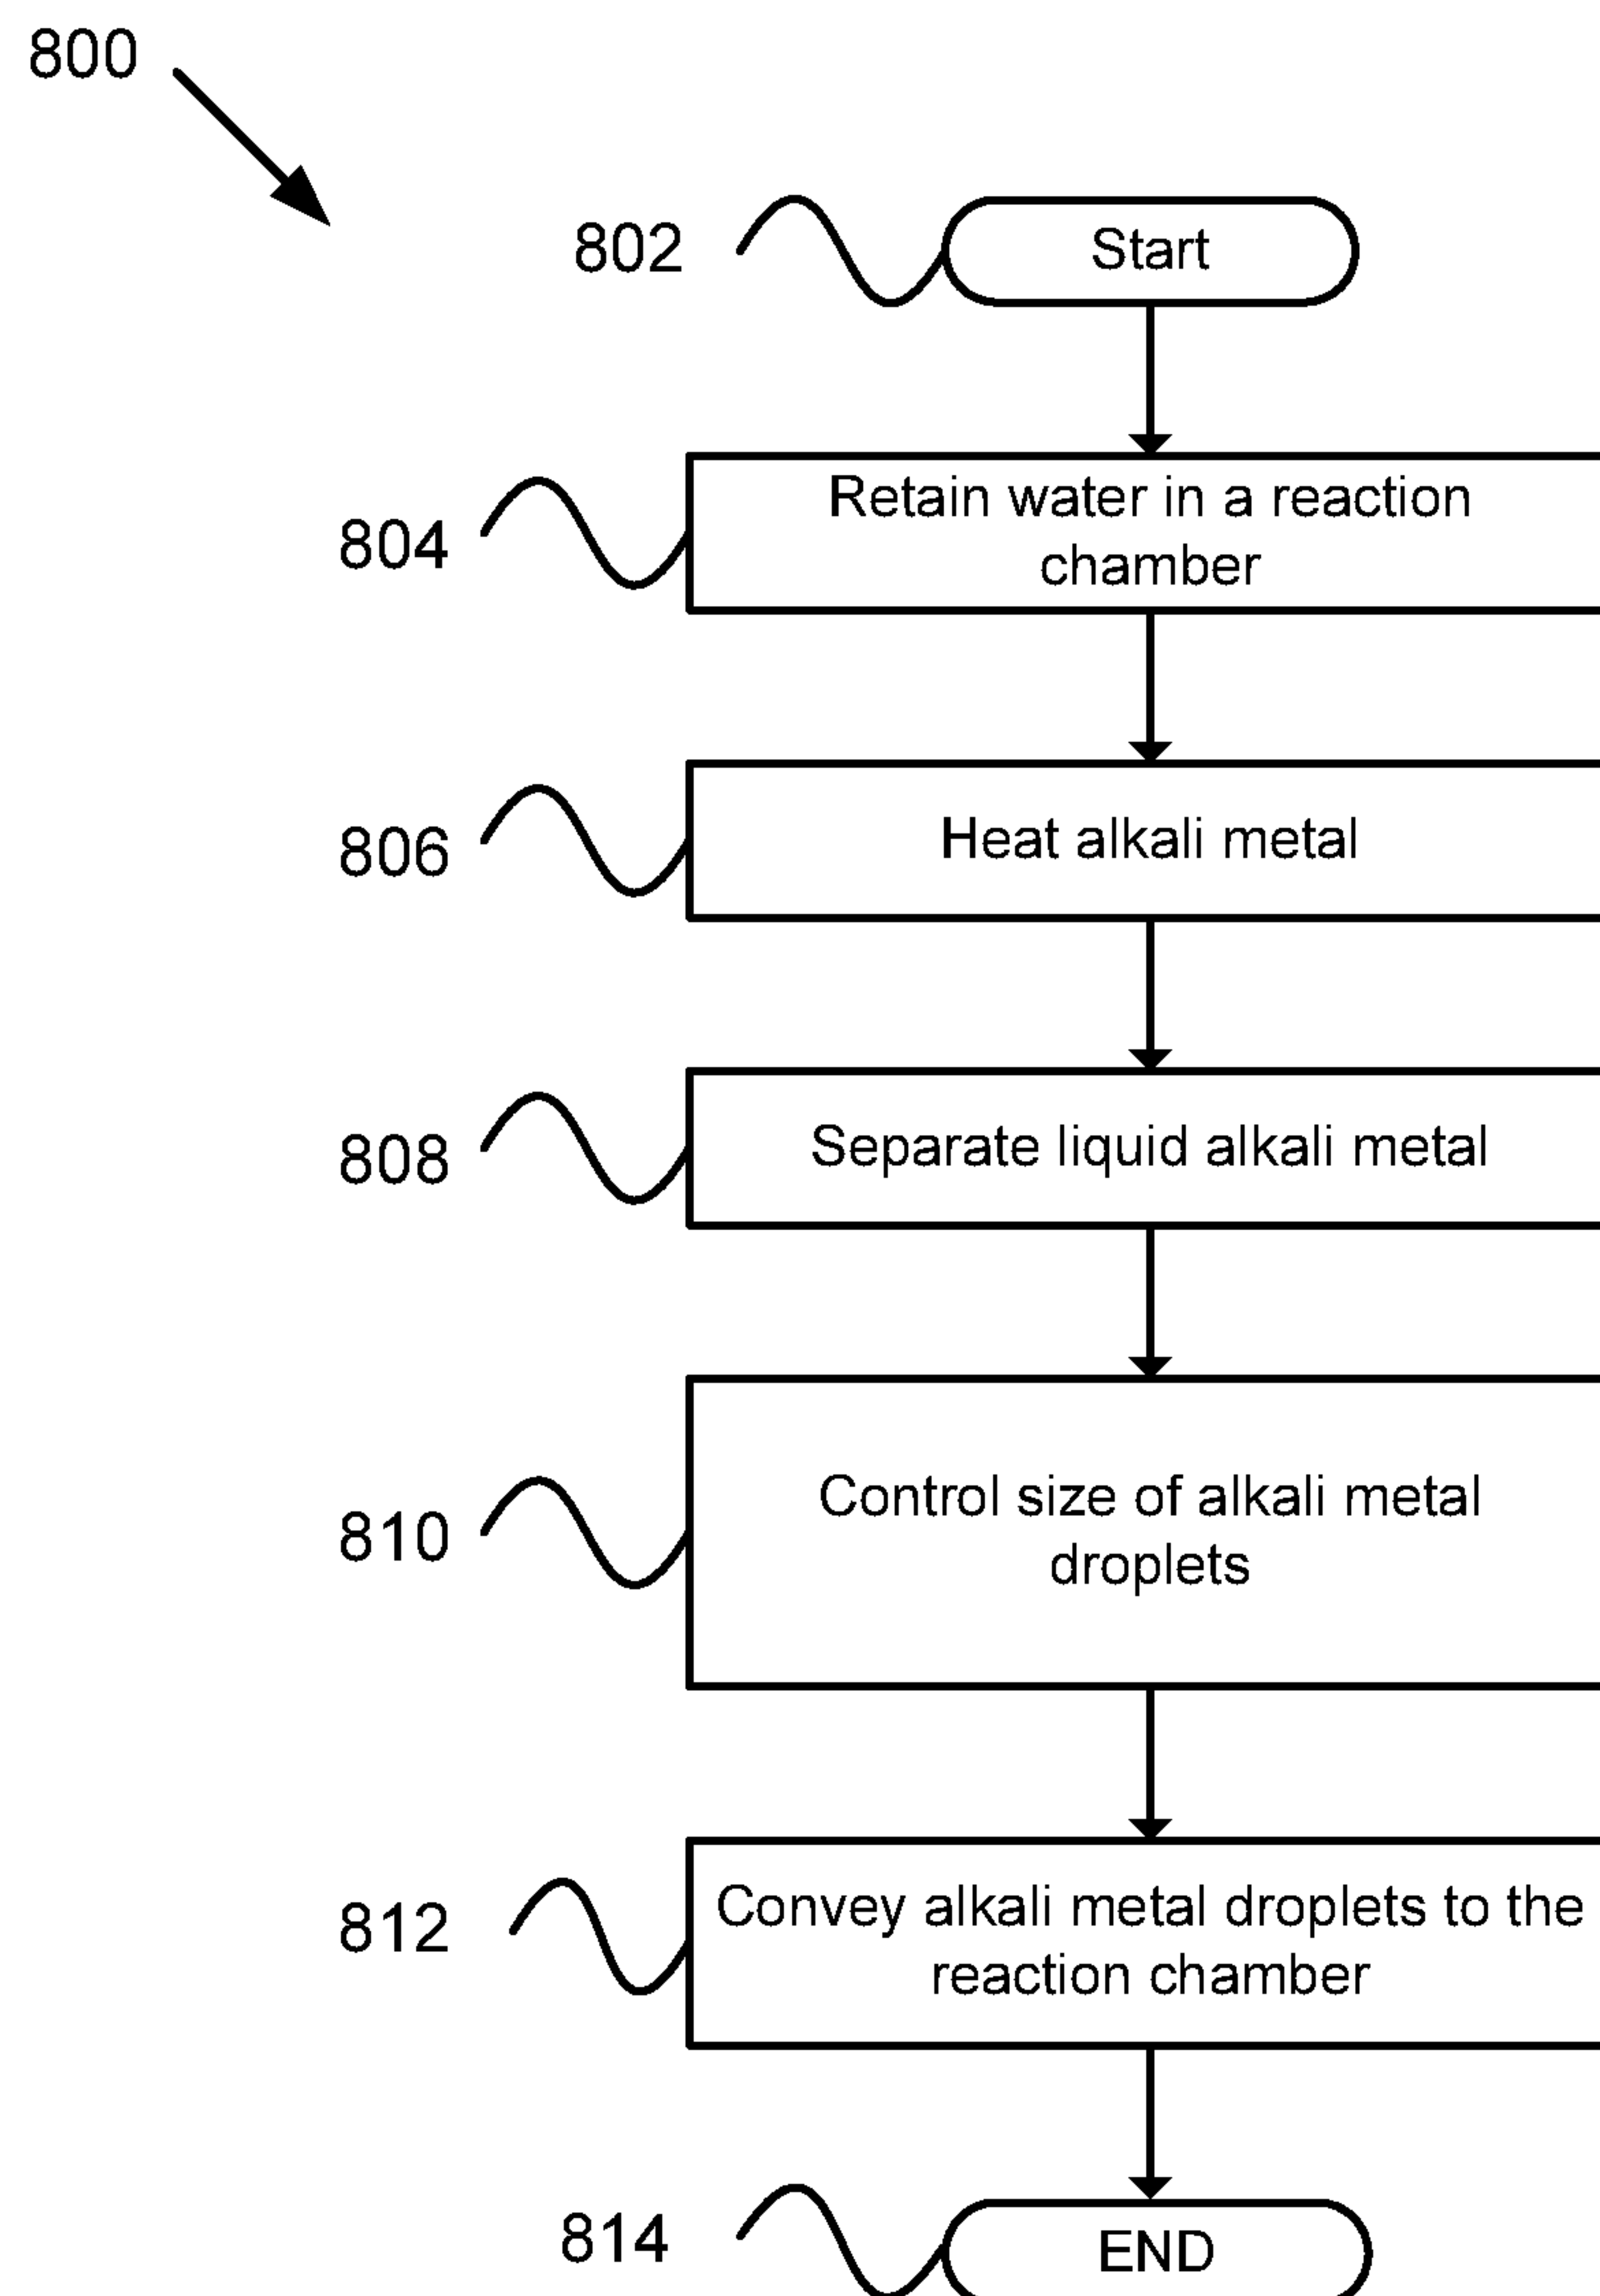 800
802
Start
804
Retain water in a reaction
chamber
806
Heat alkali metal
808
Separate liquid alkali metal
810
Control size of alkali metal
droplets
812
Convey alkali metal droplets to the
reaction chamber
814
END